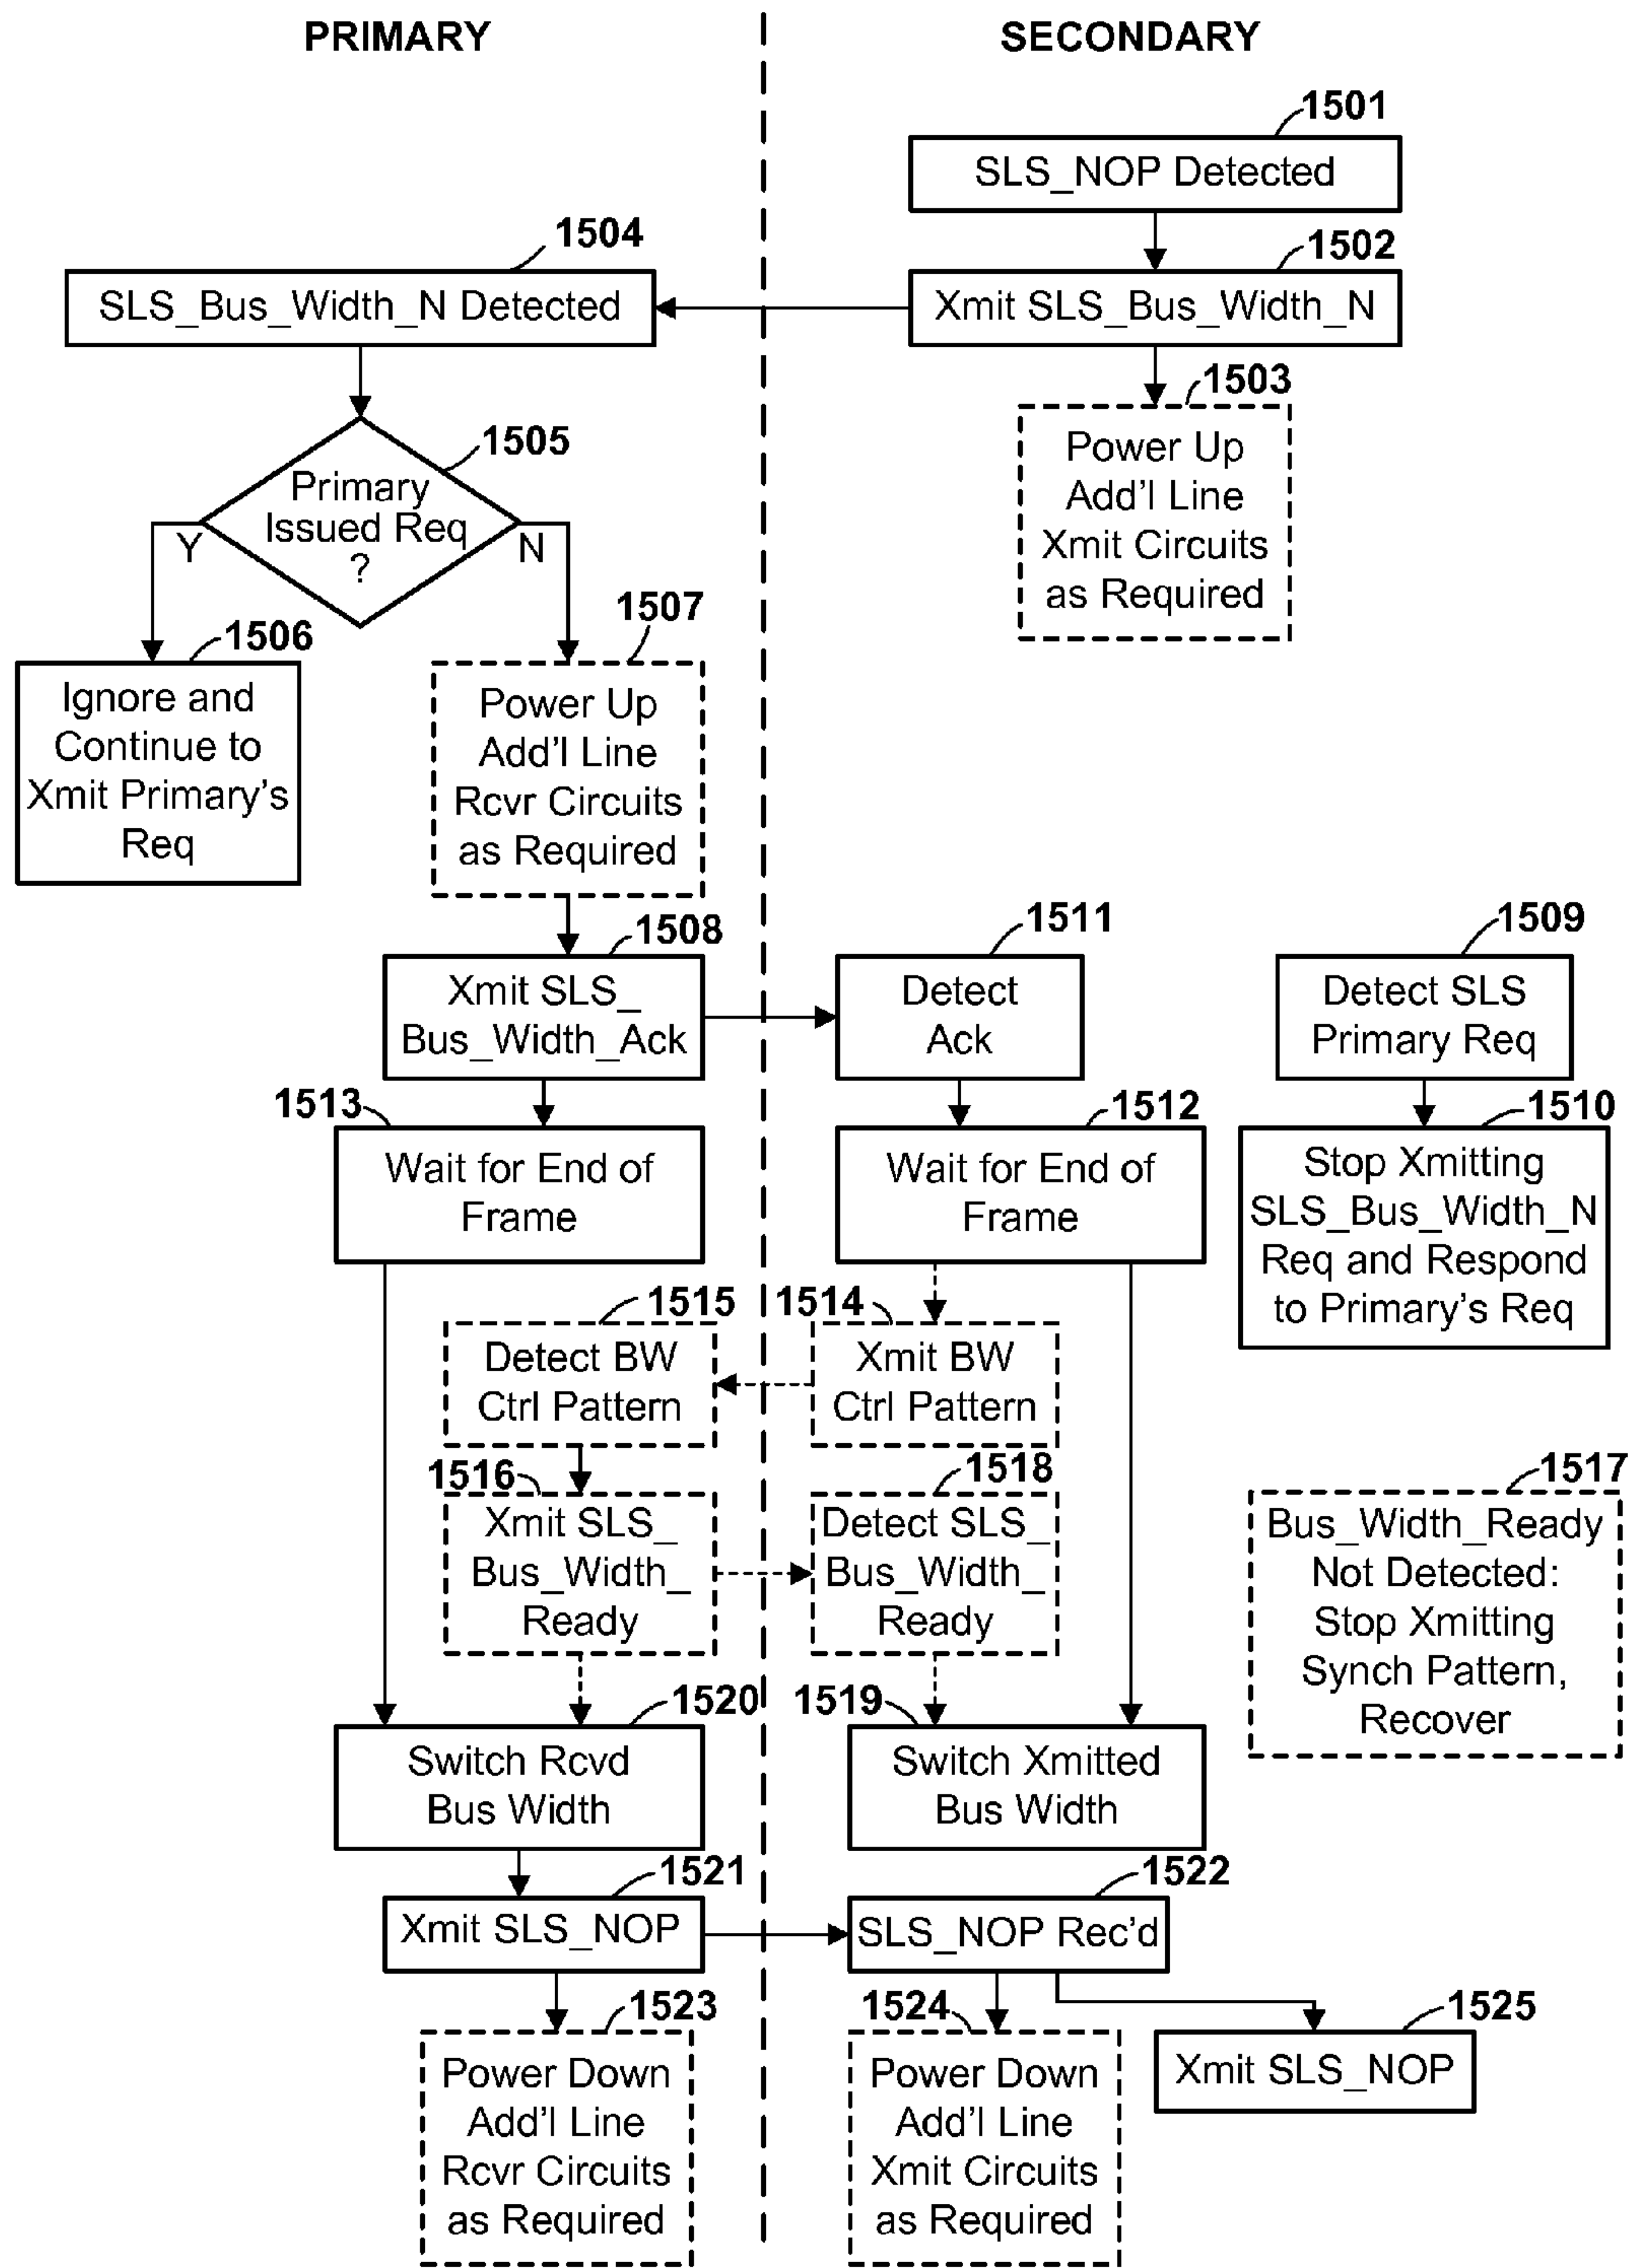 PRIMARY
SECONDARY
1501
SLS_NOP Detected
1502
Xmit SLS_Bus_Width_N
1503
Power Up
Add'l Line
Xmit Circuits
as Required
1504
SLS_Bus_Width_N Detected
1505
Primary
Issued Req
?
Y
N
1506
Ignore and
Continue to
Xmit Primary's
Req
1507
Power Up
Add'l Line
Rcvr Circuits
as Required
1508
Xmit SLS_
Bus_Width_Ack
1511
Detect
Ack
1509
Detect SLS
Primary Req
1513
Wait for End of
Frame
1512
Wait for End of
Frame
1510
Stop Xmitting
SLS_Bus_Width_N
Req and Respond
to Primary's Req
1515
Detect BW
Ctrl Pattern
1514
Xmit BW
Ctrl Pattern
1516
Xmit SLS_
Bus_Width_
Ready
1518
Detect SLS_
Bus_Width_
Ready
1517
Bus_Width_Ready
Not Detected:
Stop Xmitting
Synch Pattern,
Recover
1520
Switch Rcvd
Bus Width
1519
Switch Xmitted
Bus Width
1521
Xmit SLS_NOP
1522
SLS_NOP Rec'd
1523
Power Down
Add'l Line
Rcvr Circuits
as Required
1524
Power Down
Add'l Line
Xmit Circuits
as Required
1525
Xmit SLS_NOP